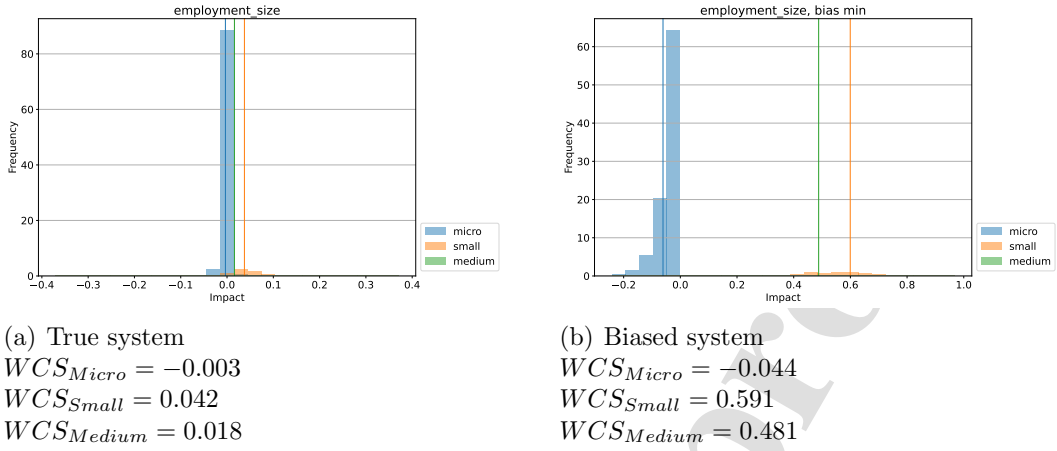 employment_size
Frequency
80
60
40
20
0
−0.4 −0.3 −0.2 −0.1 0.0 0.1 0.2 0.3 0.4
Impact
micro
small
medium
(a) True system
WCS_Micro = −0.003
WCS_Small = 0.042
WCS_Medium = 0.018
employment_size, bias min
Frequency
60
50
40
30
20
10
0
−0.2 0.0 0.2 0.4 0.6 0.8 1.0
Impact
micro
small
medium
(b) Biased system
WCS_Micro = −0.044
WCS_Small = 0.591
WCS_Medium = 0.481